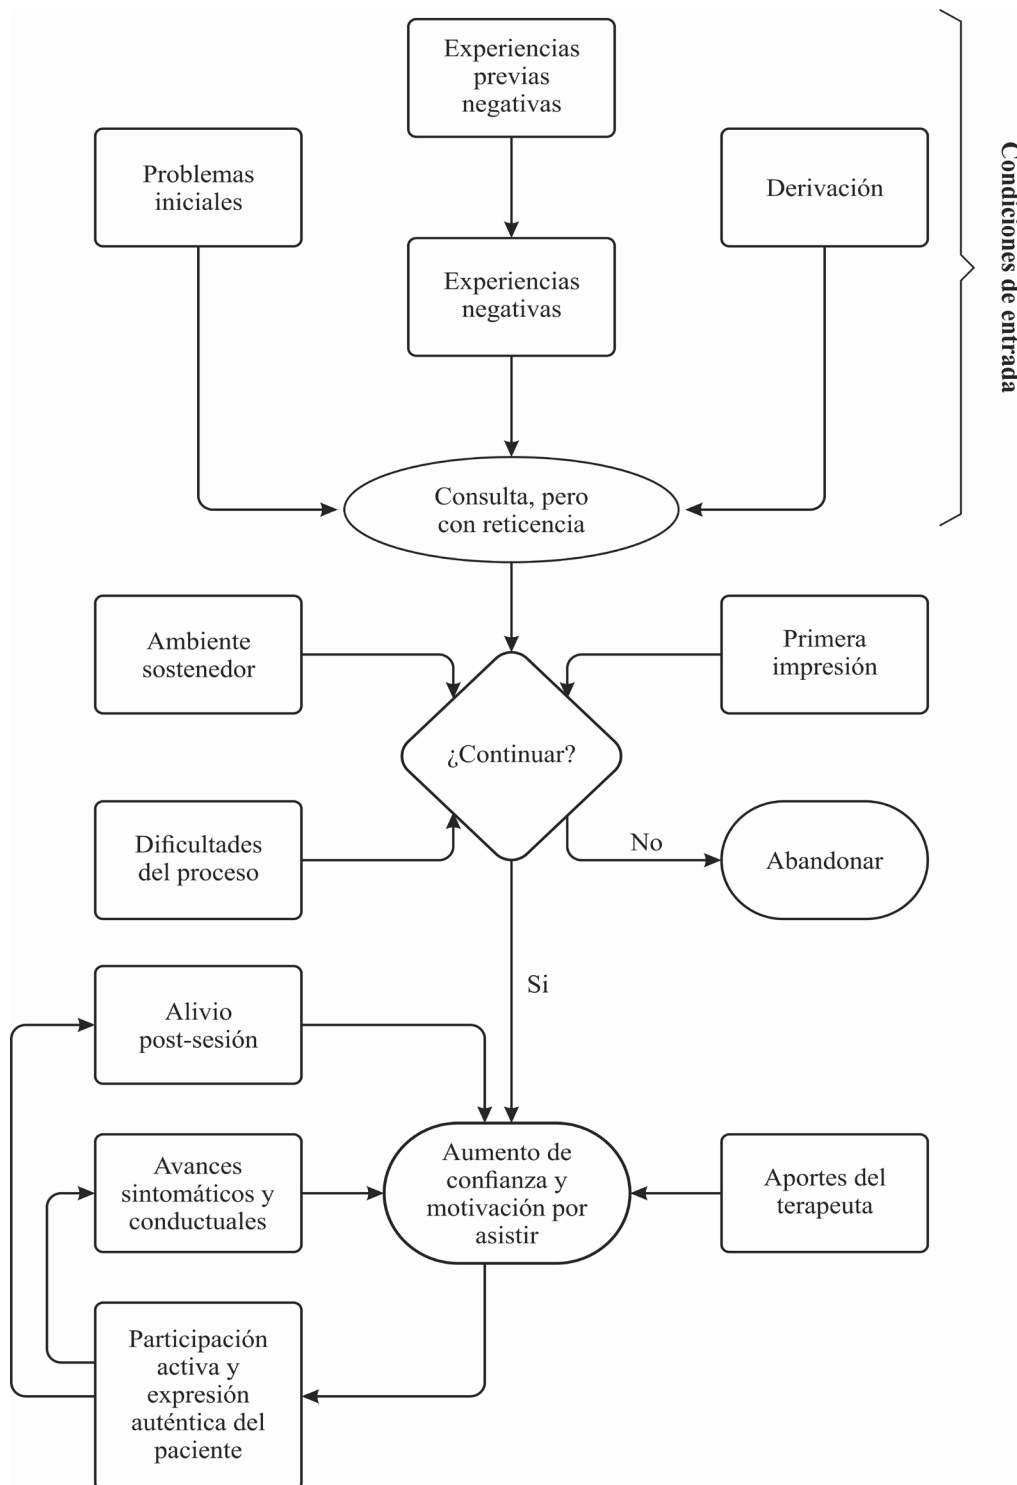 Experiencias
previas
negativas
Problemas
iniciales
Derivación
Condiciones de entrada
Experiencias
negativas
Consulta, pero
con reticencia
Ambiente
sostenedor
Primera
impresión
¿Continuar?
Dificultades
del proceso
No
Abandonar
Si
Alivio
post-sesión
Avances
sintomáticos y
conductuales
Aumento de
confianza y
motivación por
asistir
Aportes del
terapeuta
Participación
activa y
expresión
auténtica del
paciente